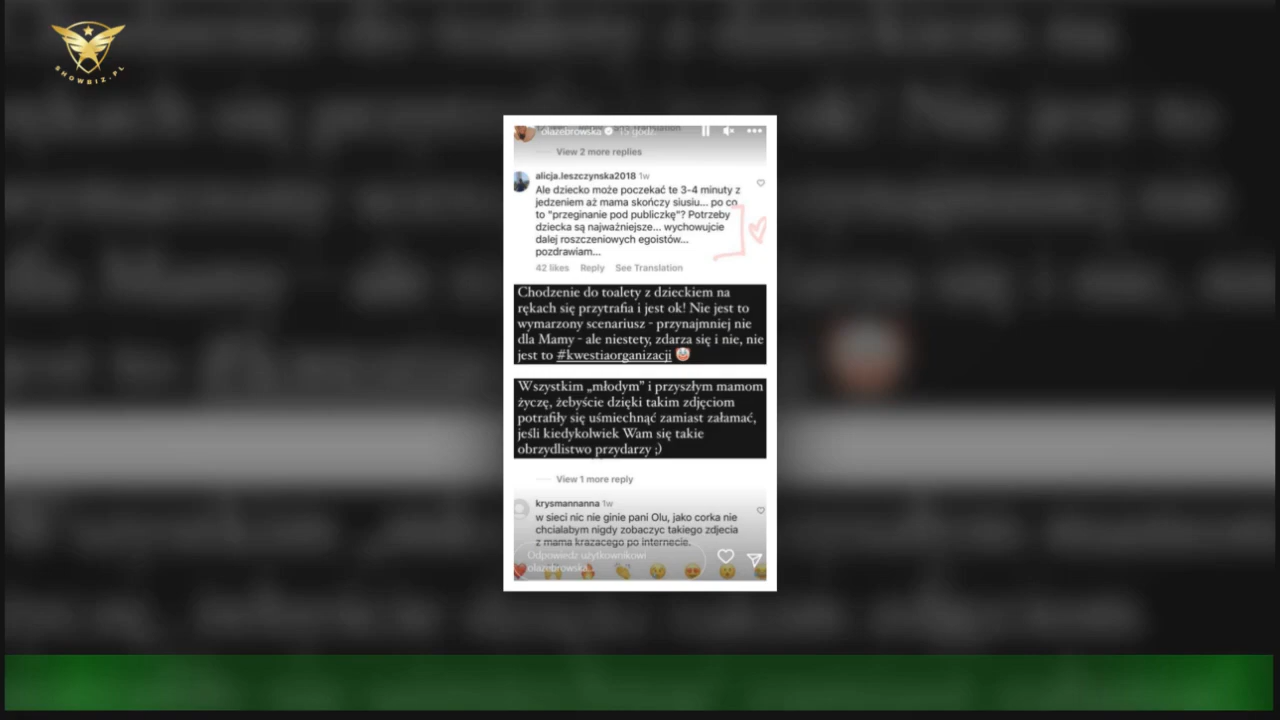 SHOWBIZ.PL
olazebrowska 15 godz.
View 2 more replies
alicja.leszczynska2018 1w
Ale dziecko może poczekać te 3-4 minuty z
jedzeniem aż mama skończy siusiu... po co
to "przeginanie pod publiczkę"? Potrzeby
dziecka są najważniejsze... wychowujcie
dalej roszczeniowych egoistów...
pozdrawiam...
42 likes Reply See Translation
Chodzenie do toalety z dzieckiem na
rękach się przytrafia i jest ok! Nie jest to
wymarzony scenariusz - przynajmniej nie
dla Mamy - ale niestety, zdarza się i nie, nie
jest to #kwestiaorganizacji 🤡
Wszystkim „młodym” i przyszłym mamom
życzę, żebyście dzięki takim zdjęciom
potrafiły się uśmiechnąć zamiast załamać,
jeśli kiedykolwiek Wam się takie
obrzydlistwo przydarzy ;)
View 1 more reply
krysmannanna 1w
w sieci nic nie ginie pani Olu, jako corka nie
chcialabym nigdy zobaczyc takiego zdjecia
z mama krazacego po internecie.
Odpowiedz użytkownikowi
olazebrowska...